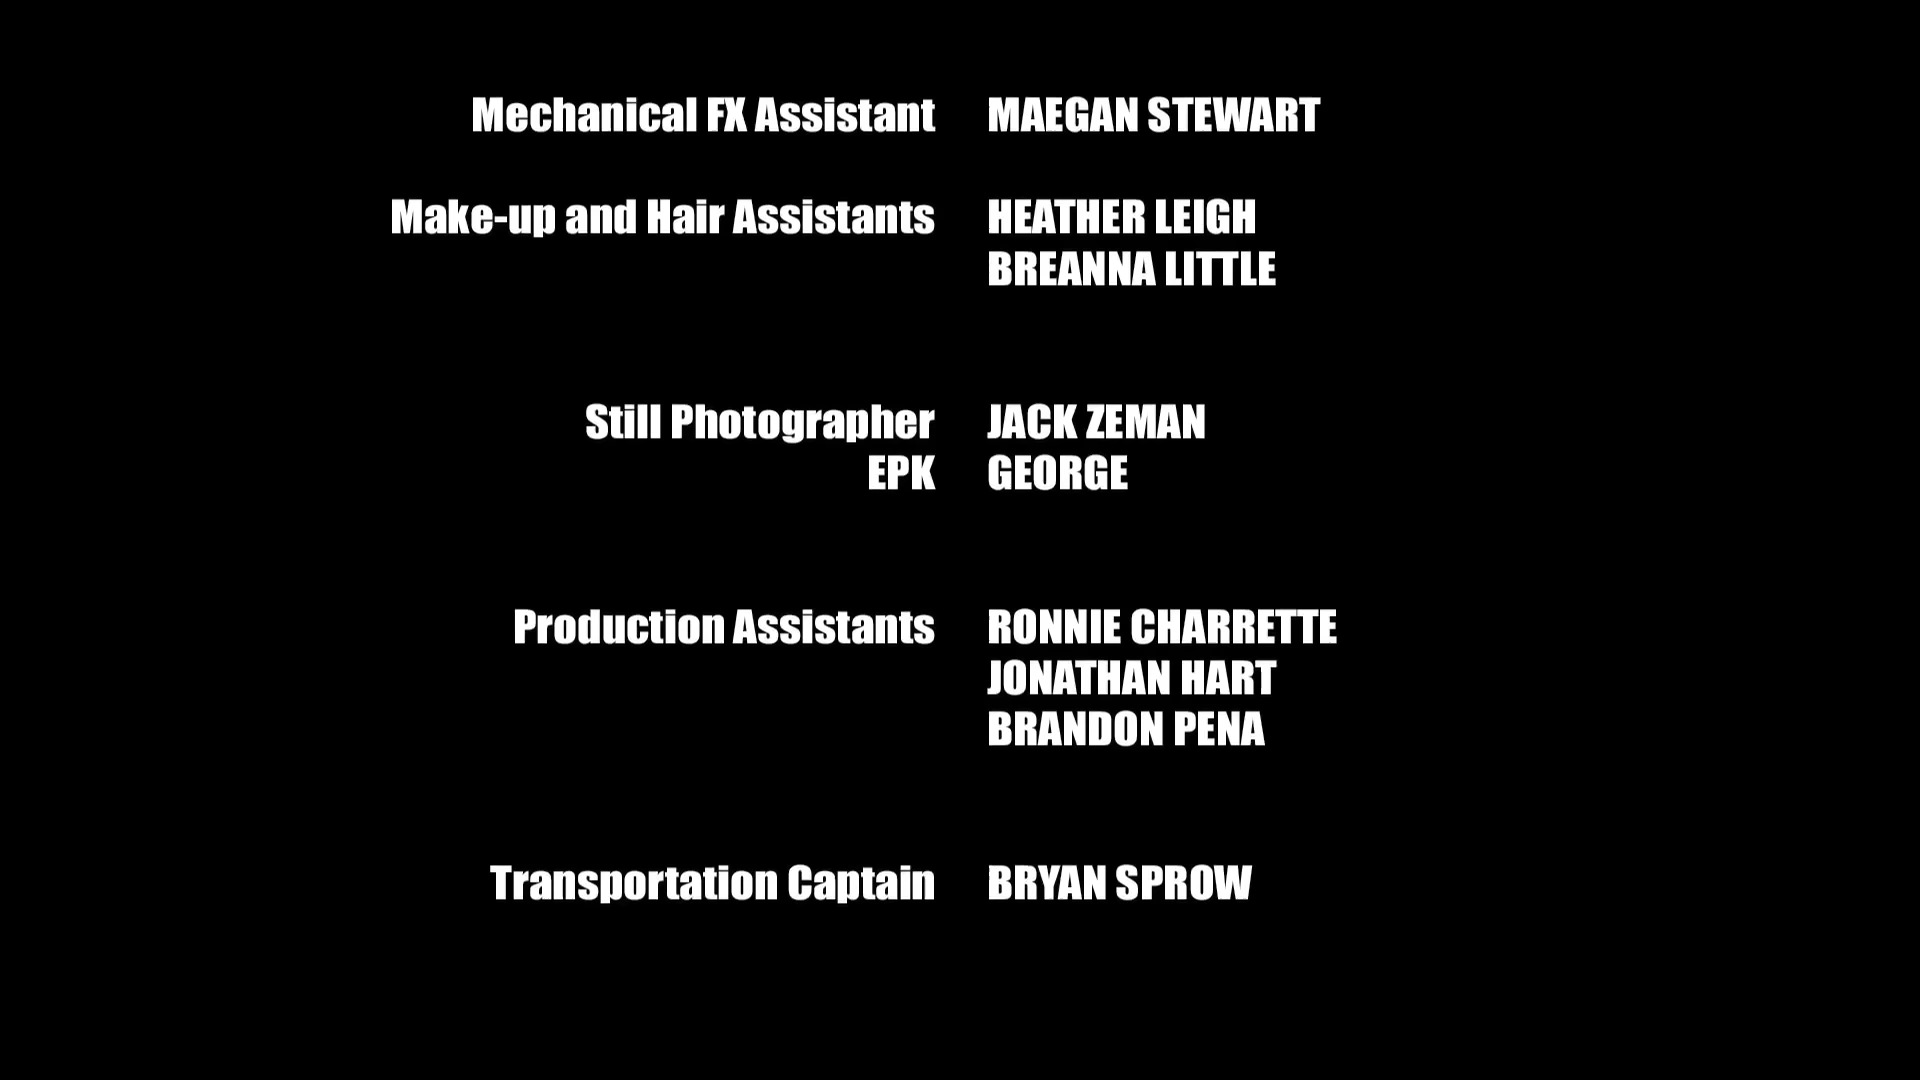 Mechanical FX Assistant MAEGAN STEWART
Make-up and Hair Assistants HEATHER LEIGH
BREANNA LITTLE
Still Photographer JACK ZEMAN
EPK GEORGE
Production Assistants RONNIE CHARRETTE
JONATHAN HART
BRANDON PENA
Transportation Captain BRYAN SPROW